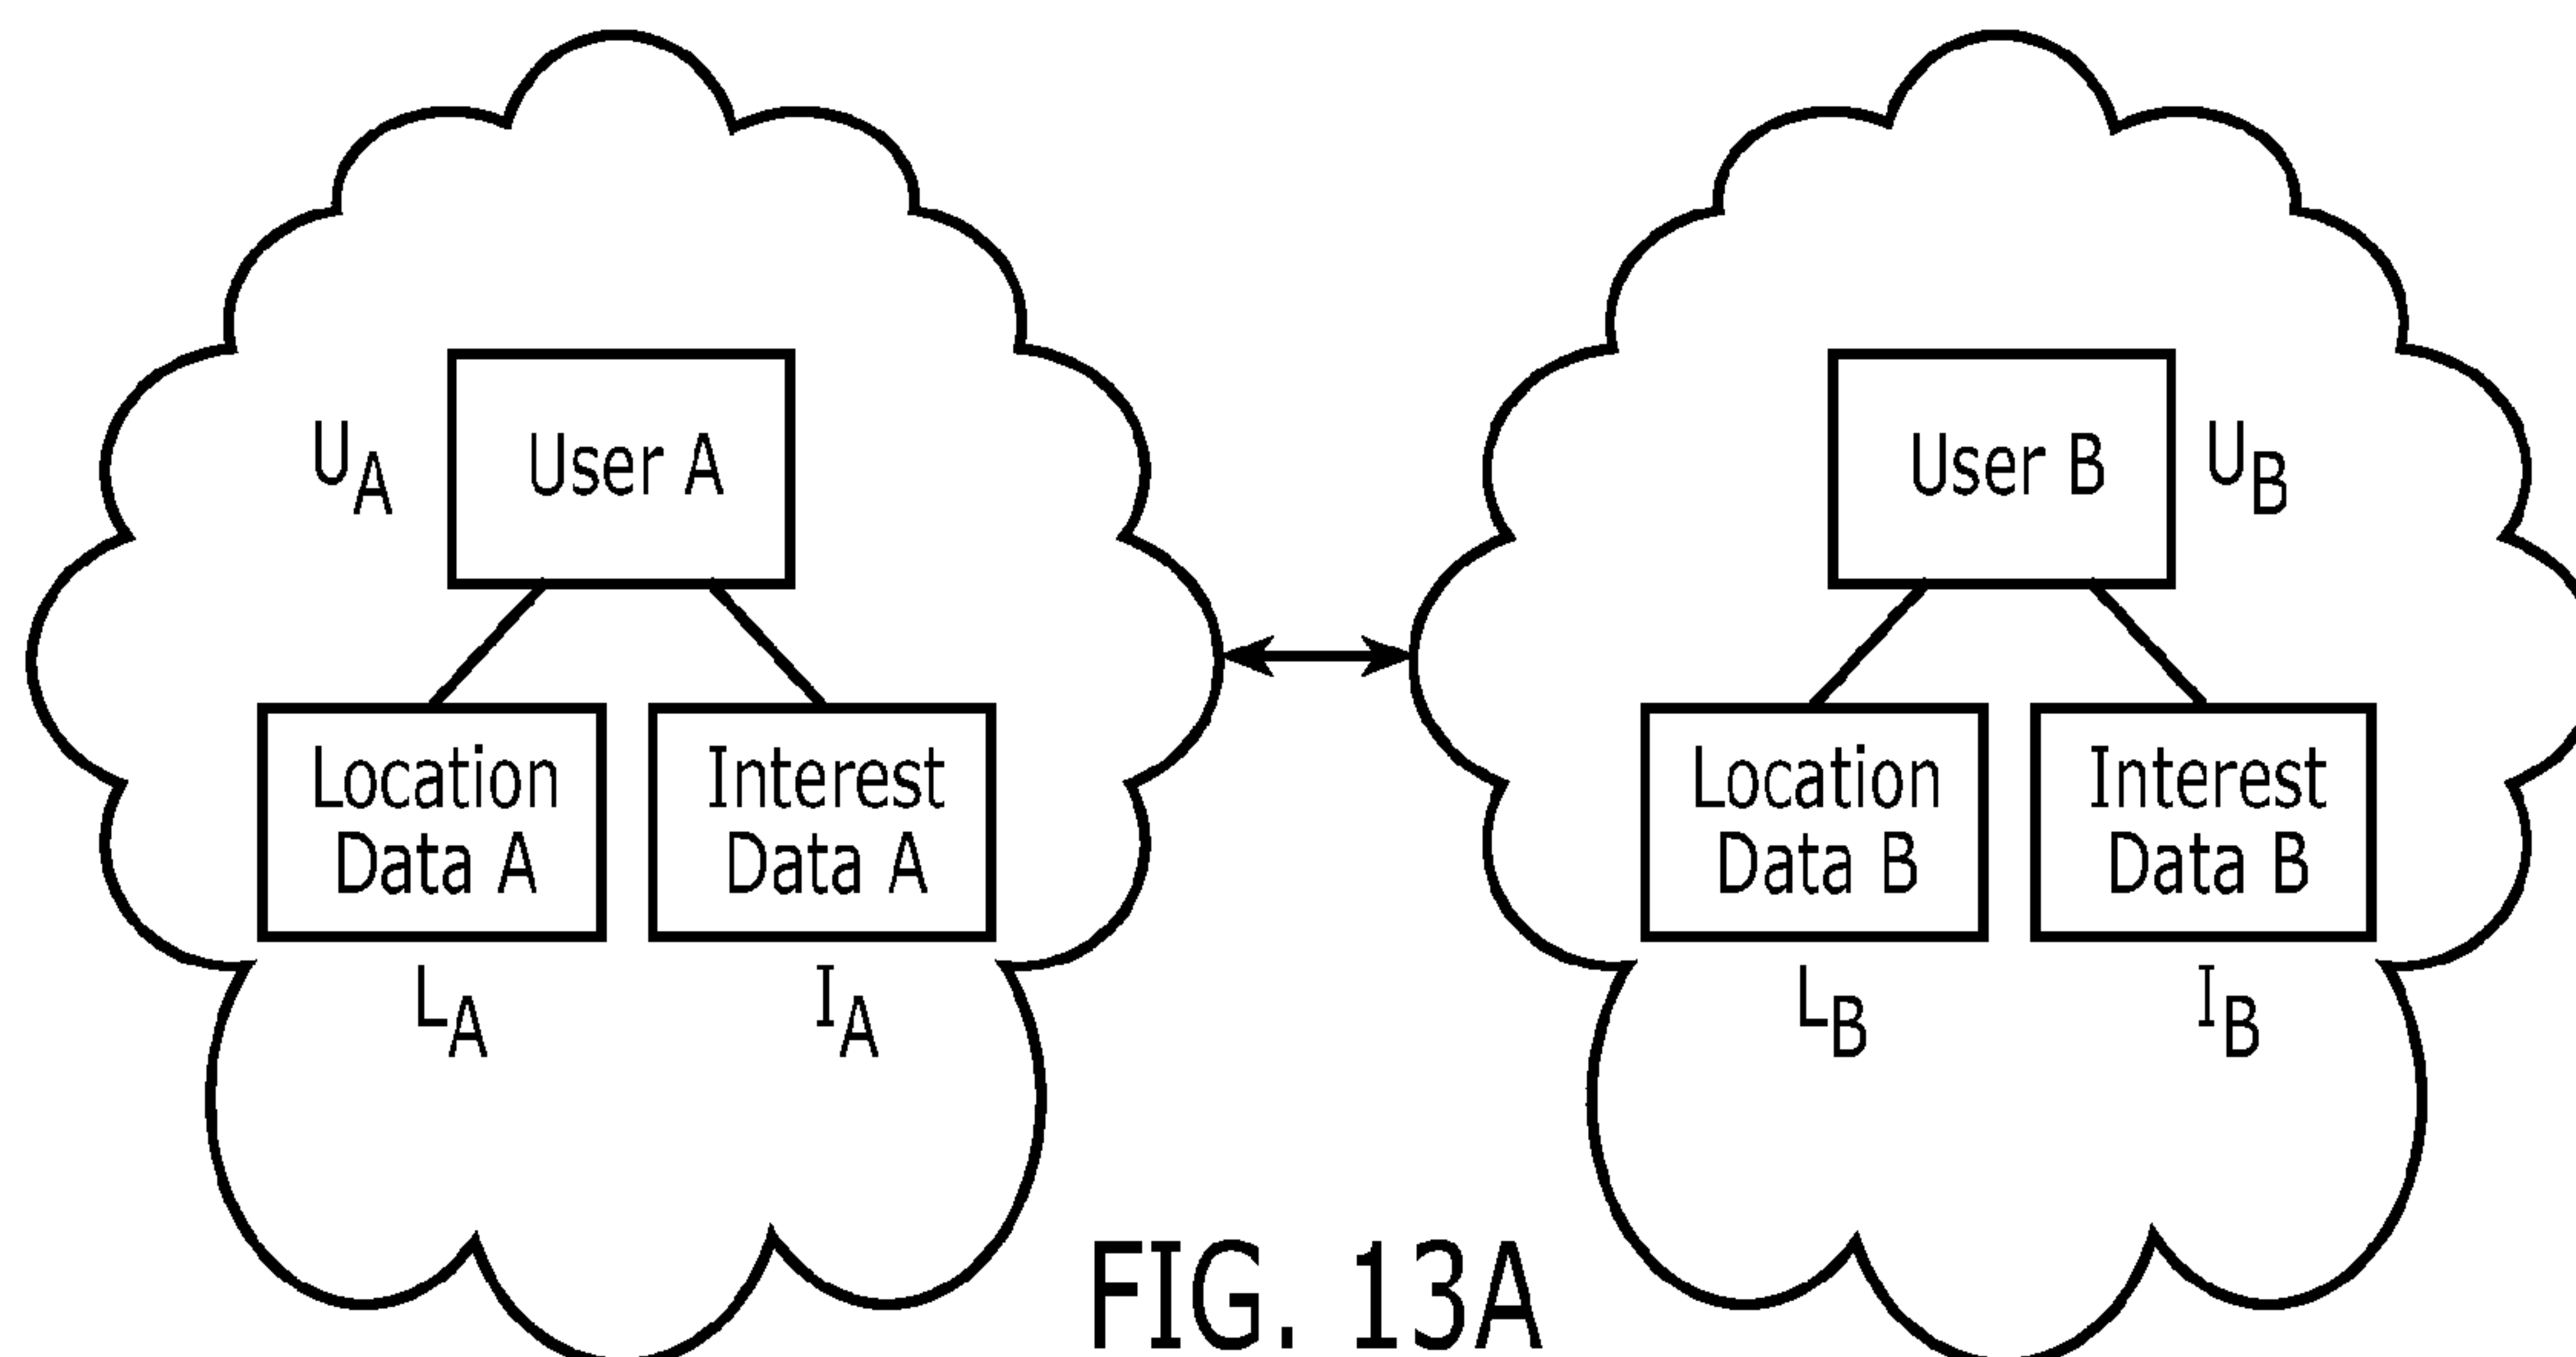 U_A
User A
Location
Data A
Interest
Data A
L_A
I_A
User B
U_B
Location
Data B
Interest
Data B
L_B
I_B
FIG. 13A